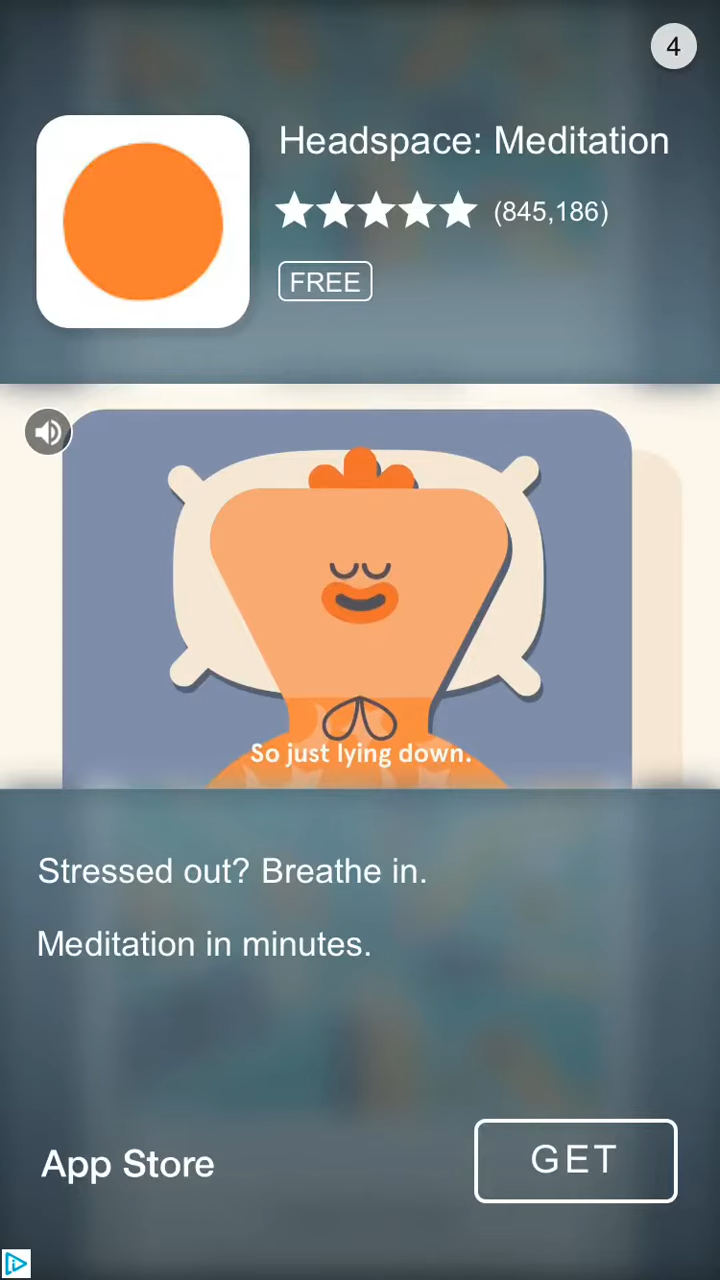 4
Headspace: Meditation
(845,186)
FREE
So just lying down.
Stressed out? Breathe in.
Meditation in minutes.
App Store
GET